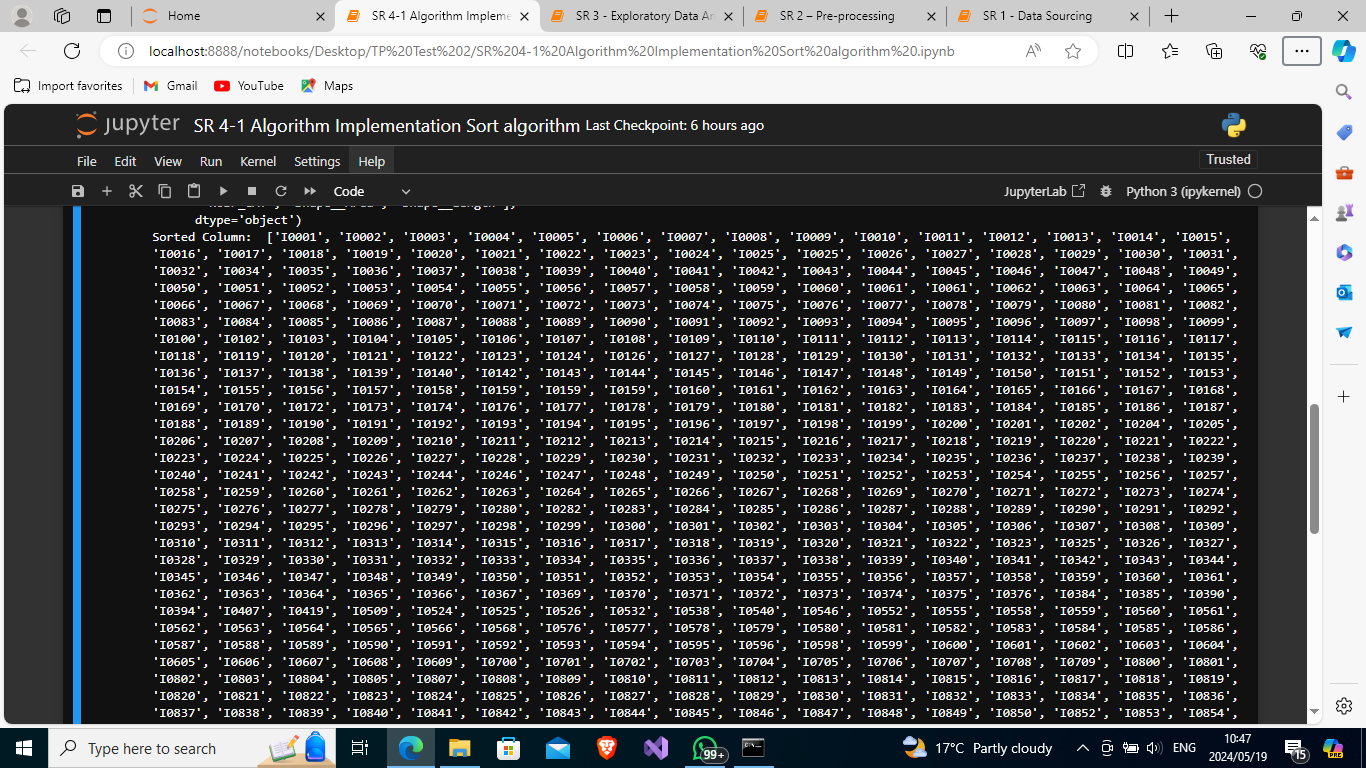 Home
SR 4-1 Algorithm Impleme
SR 3 - Exploratory Data An
SR 2 – Pre-processing
SR 1 - Data Sourcing
localhost:8888/notebooks/Desktop/TP%20Test%202/SR%204-1%20Algorithm%20Implementation%20Sort%20algorithm%20.ipynb
Import favorites
Gmail
YouTube
Maps
jupyter SR 4-1 Algorithm Implementation Sort algorithm Last Checkpoint: 6 hours ago
File Edit View Run Kernel Settings Help
Trusted
Code
JupyterLab
Python 3 (ipykernel)
dtype='object')
Sorted Column:  ['I0001', 'I0002', 'I0003', 'I0004', 'I0005', 'I0006', 'I0007', 'I0008', 'I0009', 'I0010', 'I0011', 'I0012', 'I0013', 'I0014', 'I0015',
'I0016', 'I0017', 'I0018', 'I0019', 'I0020', 'I0021', 'I0022', 'I0023', 'I0024', 'I0025', 'I0025', 'I0026', 'I0027', 'I0028', 'I0029', 'I0030', 'I0031',
'I0032', 'I0034', 'I0035', 'I0036', 'I0037', 'I0038', 'I0039', 'I0040', 'I0041', 'I0042', 'I0043', 'I0044', 'I0045', 'I0046', 'I0047', 'I0048', 'I0049',
'I0050', 'I0051', 'I0052', 'I0053', 'I0054', 'I0055', 'I0056', 'I0057', 'I0058', 'I0059', 'I0060', 'I0061', 'I0061', 'I0062', 'I0063', 'I0064', 'I0065',
'I0066', 'I0067', 'I0068', 'I0069', 'I0070', 'I0071', 'I0072', 'I0073', 'I0074', 'I0075', 'I0076', 'I0077', 'I0078', 'I0079', 'I0080', 'I0081', 'I0082',
'I0083', 'I0084', 'I0085', 'I0086', 'I0087', 'I0088', 'I0089', 'I0090', 'I0091', 'I0092', 'I0093', 'I0094', 'I0095', 'I0096', 'I0097', 'I0098', 'I0099',
'I0100', 'I0102', 'I0103', 'I0104', 'I0105', 'I0106', 'I0107', 'I0108', 'I0109', 'I0110', 'I0111', 'I0112', 'I0113', 'I0114', 'I0115', 'I0116', 'I0117',
'I0118', 'I0119', 'I0120', 'I0121', 'I0122', 'I0123', 'I0124', 'I0126', 'I0127', 'I0128', 'I0129', 'I0130', 'I0131', 'I0132', 'I0133', 'I0134', 'I0135',
'I0136', 'I0137', 'I0138', 'I0139', 'I0140', 'I0142', 'I0143', 'I0144', 'I0145', 'I0146', 'I0147', 'I0148', 'I0149', 'I0150', 'I0151', 'I0152', 'I0153',
'I0154', 'I0155', 'I0156', 'I0157', 'I0158', 'I0159', 'I0159', 'I0159', 'I0160', 'I0161', 'I0162', 'I0163', 'I0164', 'I0165', 'I0166', 'I0167', 'I0168',
'I0169', 'I0170', 'I0172', 'I0173', 'I0174', 'I0176', 'I0177', 'I0178', 'I0179', 'I0180', 'I0181', 'I0182', 'I0183', 'I0184', 'I0185', 'I0186', 'I0187',
'I0188', 'I0189', 'I0190', 'I0191', 'I0192', 'I0193', 'I0194', 'I0195', 'I0196', 'I0197', 'I0198', 'I0199', 'I0200', 'I0201', 'I0202', 'I0204', 'I0205',
'I0206', 'I0207', 'I0208', 'I0209', 'I0210', 'I0211', 'I0212', 'I0213', 'I0214', 'I0215', 'I0216', 'I0217', 'I0218', 'I0219', 'I0220', 'I0221', 'I0222',
'I0223', 'I0224', 'I0225', 'I0226', 'I0227', 'I0228', 'I0229', 'I0230', 'I0231', 'I0232', 'I0233', 'I0234', 'I0235', 'I0236', 'I0237', 'I0238', 'I0239',
'I0240', 'I0241', 'I0242', 'I0243', 'I0244', 'I0246', 'I0247', 'I0248', 'I0249', 'I0250', 'I0251', 'I0252', 'I0253', 'I0254', 'I0255', 'I0256', 'I0257',
'I0258', 'I0259', 'I0260', 'I0261', 'I0262', 'I0263', 'I0264', 'I0265', 'I0266', 'I0267', 'I0268', 'I0269', 'I0270', 'I0271', 'I0272', 'I0273', 'I0274',
'I0275', 'I0276', 'I0277', 'I0278', 'I0279', 'I0280', 'I0282', 'I0283', 'I0284', 'I0285', 'I0286', 'I0287', 'I0288', 'I0289', 'I0290', 'I0291', 'I0292',
'I0293', 'I0294', 'I0295', 'I0296', 'I0297', 'I0298', 'I0299', 'I0300', 'I0301', 'I0302', 'I0303', 'I0304', 'I0305', 'I0306', 'I0307', 'I0308', 'I0309',
'I0310', 'I0311', 'I0312', 'I0313', 'I0314', 'I0315', 'I0316', 'I0317', 'I0318', 'I0319', 'I0320', 'I0321', 'I0322', 'I0323', 'I0325', 'I0326', 'I0327',
'I0328', 'I0329', 'I0330', 'I0331', 'I0332', 'I0333', 'I0334', 'I0335', 'I0336', 'I0337', 'I0338', 'I0339', 'I0340', 'I0341', 'I0342', 'I0343', 'I0344',
'I0345', 'I0346', 'I0347', 'I0348', 'I0349', 'I0350', 'I0351', 'I0352', 'I0353', 'I0354', 'I0355', 'I0356', 'I0357', 'I0358', 'I0359', 'I0360', 'I0361',
'I0362', 'I0363', 'I0364', 'I0365', 'I0366', 'I0367', 'I0369', 'I0370', 'I0371', 'I0372', 'I0373', 'I0374', 'I0375', 'I0376', 'I0384', 'I0385', 'I0390',
'I0394', 'I0407', 'I0419', 'I0509', 'I0524', 'I0525', 'I0526', 'I0532', 'I0538', 'I0540', 'I0546', 'I0552', 'I0555', 'I0558', 'I0559', 'I0560', 'I0561',
'I0562', 'I0563', 'I0564', 'I0565', 'I0566', 'I0568', 'I0576', 'I0577', 'I0578', 'I0579', 'I0580', 'I0581', 'I0582', 'I0583', 'I0584', 'I0585', 'I0586',
'I0587', 'I0588', 'I0589', 'I0590', 'I0591', 'I0592', 'I0593', 'I0594', 'I0595', 'I0596', 'I0598', 'I0599', 'I0600', 'I0601', 'I0602', 'I0603', 'I0604',
'I0605', 'I0606', 'I0607', 'I0608', 'I0609', 'I0700', 'I0701', 'I0702', 'I0703', 'I0704', 'I0705', 'I0706', 'I0707', 'I0708', 'I0709', 'I0800', 'I0801',
'I0802', 'I0803', 'I0804', 'I0805', 'I0807', 'I0808', 'I0809', 'I0810', 'I0811', 'I0812', 'I0813', 'I0814', 'I0815', 'I0816', 'I0817', 'I0818', 'I0819',
'I0820', 'I0821', 'I0822', 'I0823', 'I0824', 'I0825', 'I0826', 'I0827', 'I0828', 'I0829', 'I0830', 'I0831', 'I0832', 'I0833', 'I0834', 'I0835', 'I0836',
'I0837', 'I0838', 'I0839', 'I0840', 'I0841', 'I0842', 'I0843', 'I0844', 'I0845', 'I0846', 'I0847', 'I0848', 'I0849', 'I0850', 'I0852', 'I0853', 'I0854',
Type here to search
99+
17°C Partly cloudy
ENG
10:47
2024/05/19
15
PRE